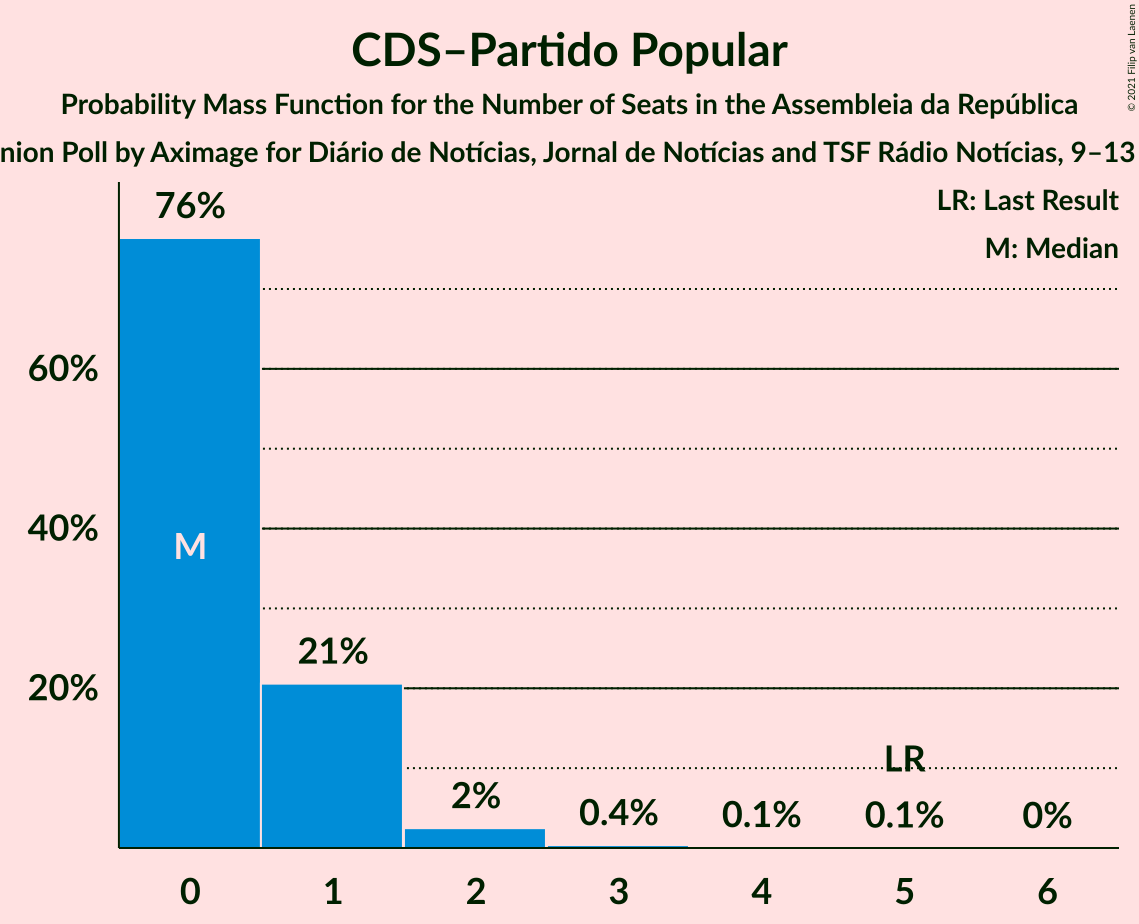 CDS–Partido Popular
Probability Mass Function for the Number of Seats in the Assembleia da República
nion Poll by Aximage for Diário de Notícias, Jornal de Notícias and TSF Rádio Notícias, 9–13
© 2021 Filip van Laenen
LR: Last Result
M: Median
76%
60%
40%
M
21%
20%
LR
2%
0.4%
0.1%
0.1%
0%
0 1 2 3 4 5 6